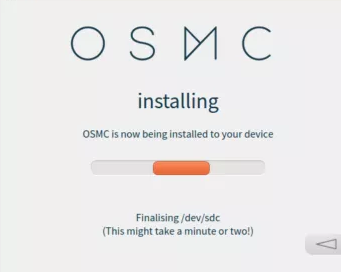 OSMC
installing
OSMC is now being installed to your device
Finalising /dev/sdc
(This might take a minute or two!)